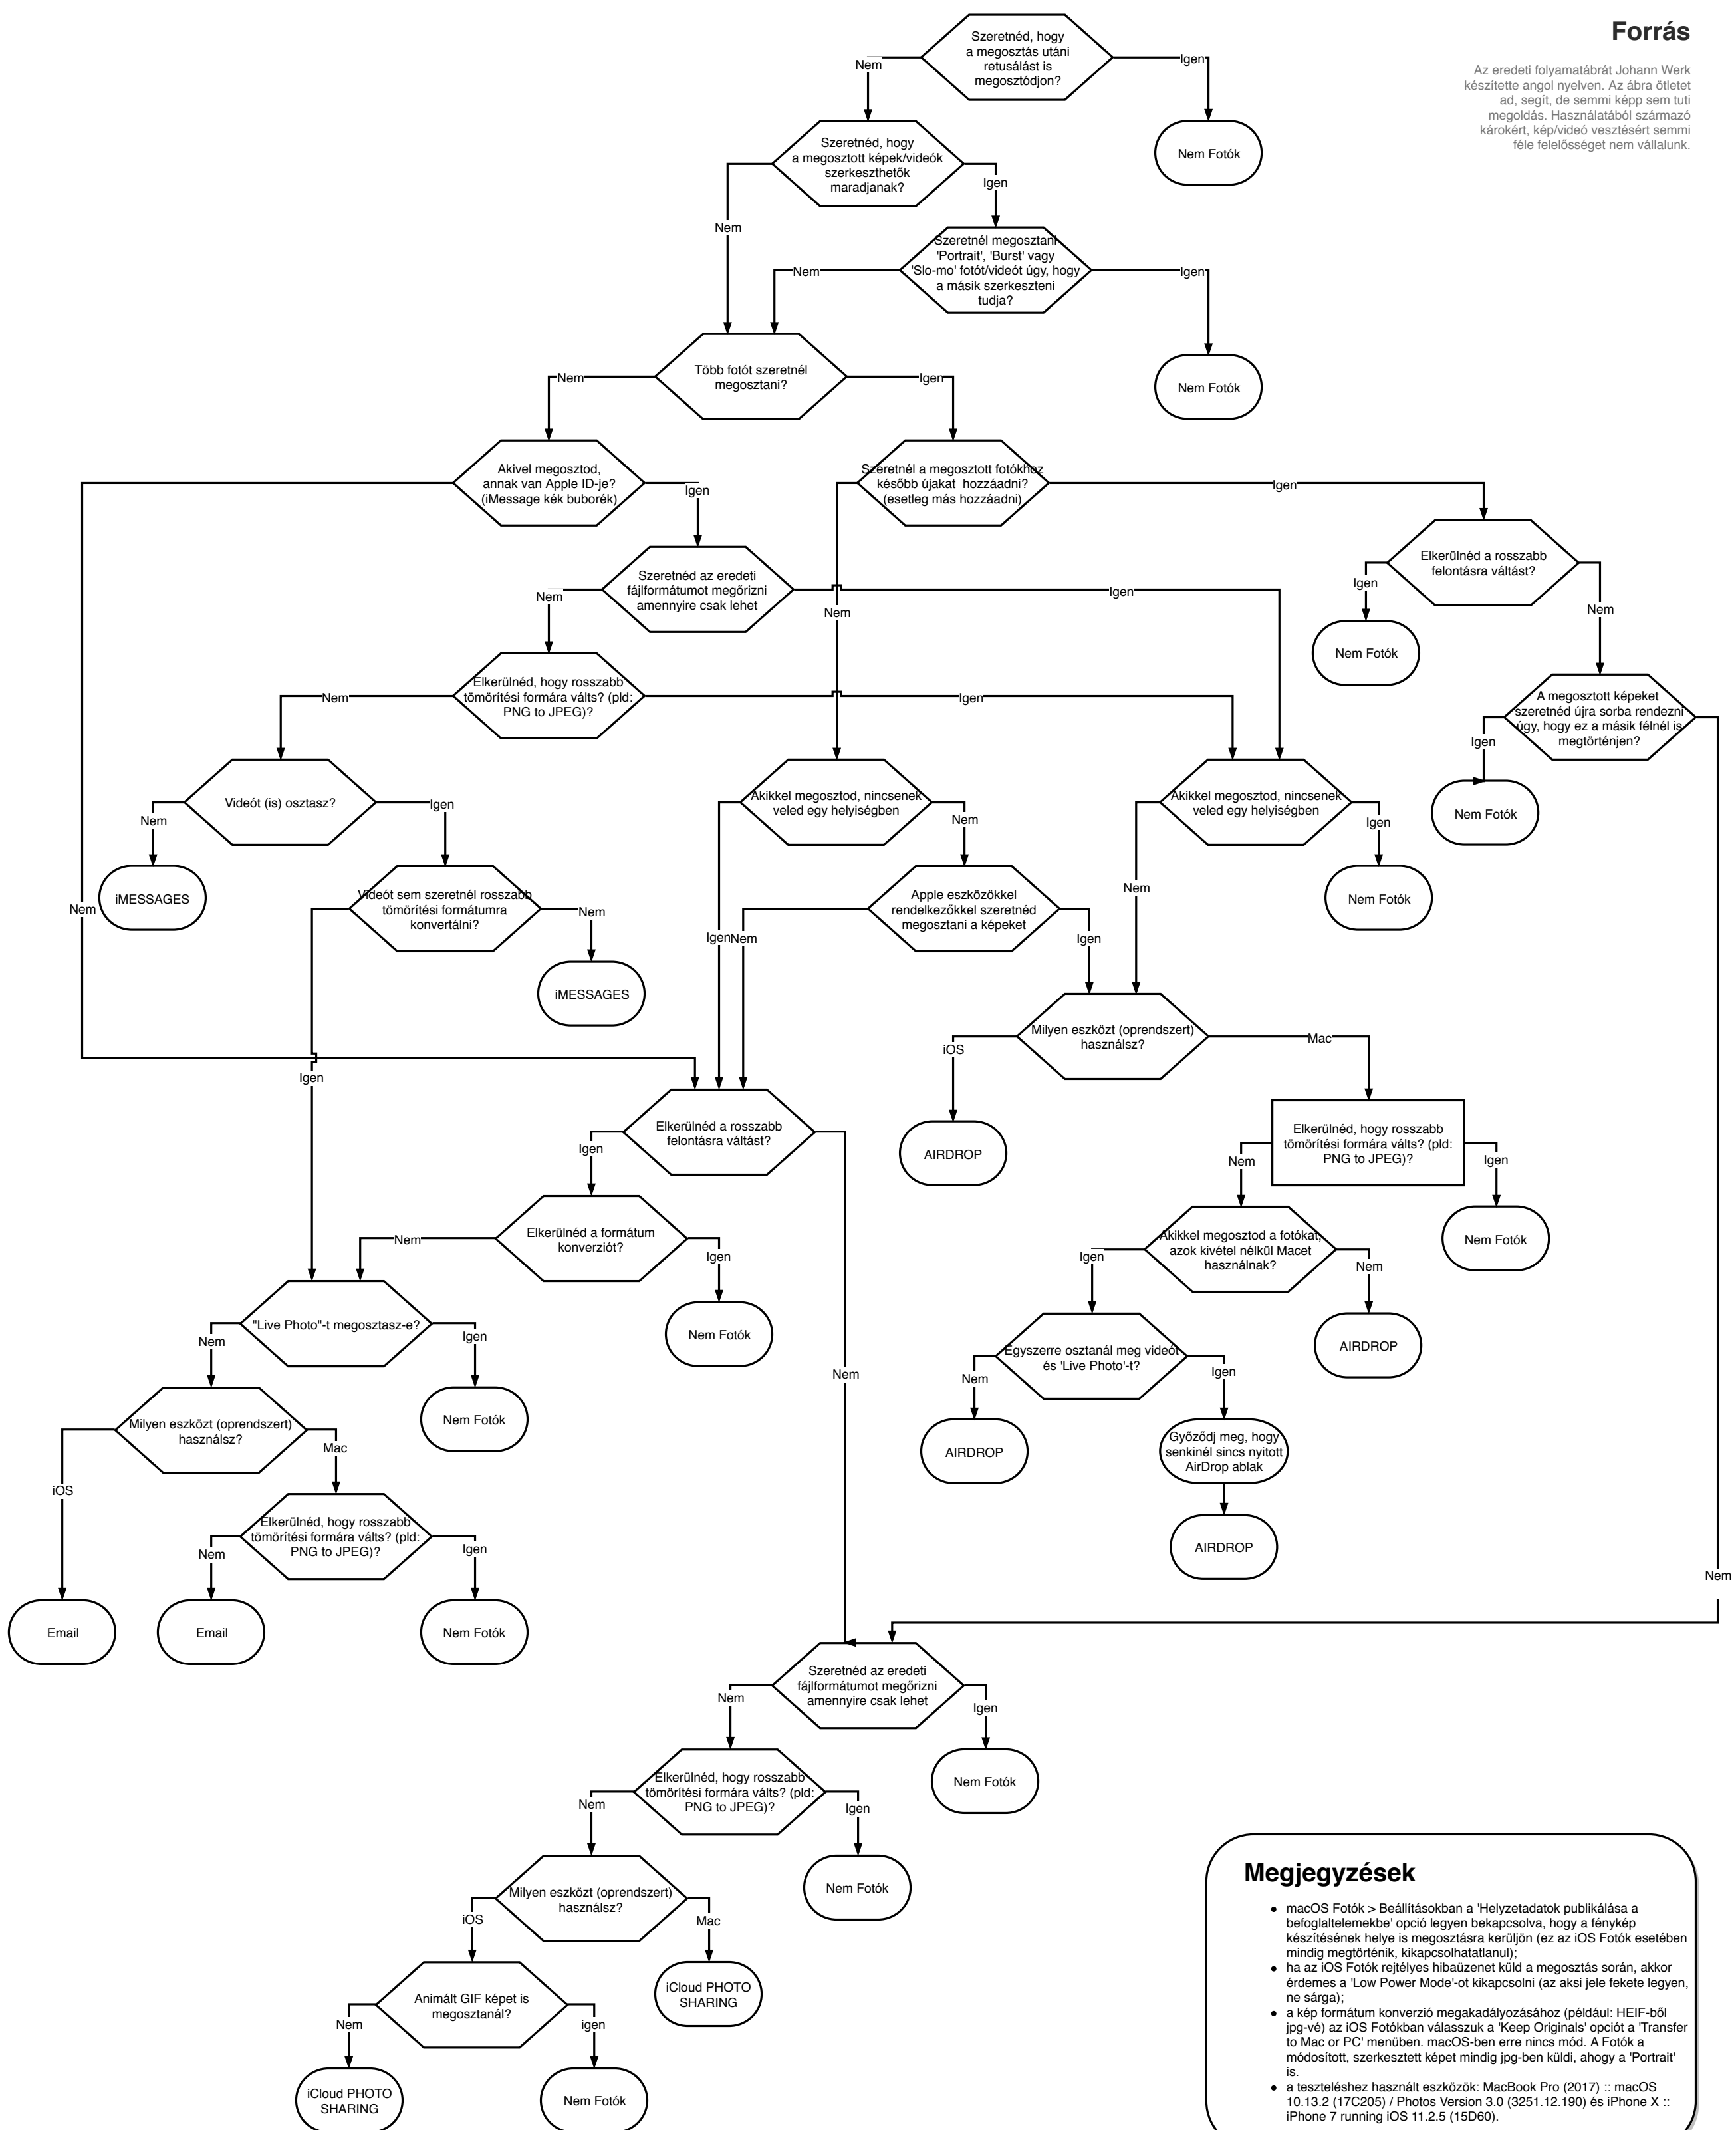 Forrás
Az eredeti folyamatábrát Johann Werk
készítette angol nyelven. Az ábra ötletet
ad, segít, de semmi képp sem tuti
megoldás. Használatából származó
károkért, kép/videó vesztésért semmi
féle felelősséget nem vállalunk.
Szeretnéd, hogy
a megosztás utáni
retusálást is
megosztódjon?
Nem
Igen
Nem Fotók
Szeretnéd, hogy
a megosztott képek/videók
szerkeszthetők
maradjanak?
Igen
Nem
Szeretnél megosztani
'Portrait', 'Burst' vagy
'Slo-mo' fotót/videót úgy, hogy
a másik szerkeszteni
tudja?
Nem
Igen
Nem Fotók
Több fotót szeretnél
megosztani?
Nem
Igen
Akivel megosztod,
annak van Apple ID-je?
(iMessage kék buborék)
Igen
Nem
Szeretnél a megosztott fotókhoz
később újakat hozzáadni?
(esetleg más hozzáadni)
Igen
Nem
Elkerülnéd a rosszabb
felontásra váltást?
Igen
Nem
Nem Fotók
Szeretnéd az eredeti
fájlformátumot megőrizni
amennyire csak lehet
Nem
Igen
Elkerülnéd, hogy rosszabb
tömörítési formára válts? (pld:
PNG to JPEG)?
Nem
Igen
A megosztott képeket
szeretnéd újra sorba rendezni
úgy, hogy ez a másik félnél is
megtörténjen?
Igen
Nem
Nem Fotók
Videót (is) osztasz?
Nem
Igen
iMESSAGES
Akikkel megosztod, nincsenek
veled egy helyiségben
Igen
Nem
Akikkel megosztod, nincsenek
veled egy helyiségben
Igen
Nem
Nem Fotók
Videót sem szeretnél rosszabb
tömörítési formátumra
konvertálni?
Nem
Igen
iMESSAGES
Apple eszközökkel
rendelkezőkkel szeretnéd
megosztani a képeket
Nem
Igen
Milyen eszközt (oprendszert)
használsz?
iOS
Mac
AIRDROP
Elkerülnéd a rosszabb
felontásra váltást?
Igen
Nem
Elkerülnéd, hogy rosszabb
tömörítési formára válts? (pld:
PNG to JPEG)?
Nem
Igen
Nem Fotók
Elkerülnéd a formátum
konverziót?
Nem
Igen
Nem Fotók
Akikkel megosztod a fotókat,
azok kivétel nélkül Macet
használnak?
Igen
Nem
AIRDROP
"Live Photo"-t megosztasz-e?
Nem
Igen
Nem Fotók
Egyszerre osztanál meg videót
és 'Live Photo'-t?
Nem
Igen
AIRDROP
Győződj meg, hogy
senkinél sincs nyitott
AirDrop ablak
AIRDROP
Milyen eszközt (oprendszert)
használsz?
iOS
Mac
Elkerülnéd, hogy rosszabb
tömörítési formára válts? (pld:
PNG to JPEG)?
Nem
Igen
Email
Email
Nem Fotók
Szeretnéd az eredeti
fájlformátumot megőrizni
amennyire csak lehet
Nem
Igen
Nem Fotók
Elkerülnéd, hogy rosszabb
tömörítési formára válts? (pld:
PNG to JPEG)?
Nem
Igen
Nem Fotók
Milyen eszközt (oprendszert)
használsz?
iOS
Mac
iCloud PHOTO
SHARING
Animált GIF képet is
megosztanál?
Nem
igen
iCloud PHOTO
SHARING
Nem Fotók
Megjegyzések
● macOS Fotók > Beállításokban a 'Helyzetadatok publikálása a
befoglaltelemekbe' opció legyen bekapcsolva, hogy a fénykép
készítésének helye is megosztásra kerüljön (ez az iOS Fotók esetében
mindig megtörténik, kikapcsolhatatlanul);
● ha az iOS Fotók rejtélyes hibaüzenet küld a megosztás során, akkor
érdemes a 'Low Power Mode'-ot kikapcsolni (az aksi jele fekete legyen,
ne sárga);
● a kép formátum konverzió megakadályozásához (például: HEIF-ből
jpg-vé) az iOS Fotókban válasszuk a 'Keep Originals' opciót a 'Transfer
to Mac or PC' menüben. macOS-ben erre nincs mód. A Fotók a
módosított, szerkesztett képet mindig jpg-ben küldi, ahogy a 'Portrait'
is.
● a teszteléshez használt eszközök: MacBook Pro (2017) :: macOS
10.13.2 (17C205) / Photos Version 3.0 (3251.12.190) és iPhone X ::
iPhone 7 running iOS 11.2.5 (15D60).